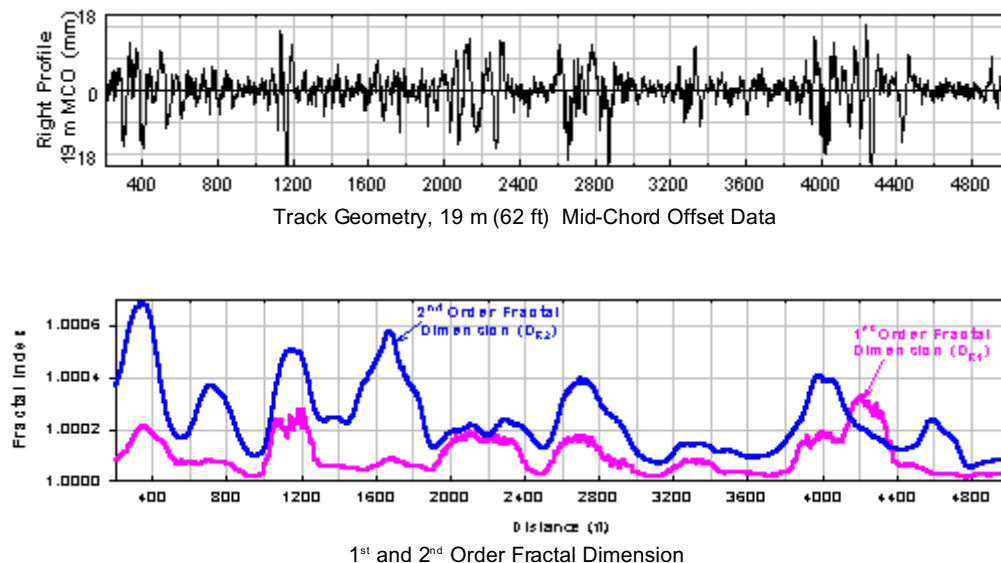 -18
Right Profile
19 m MCO (mm)
0
18
400 800 1200 1600 2000 2400 2800 3200 3600 4000 4400 4800
Track Geometry, 19 m (62 ft) Mid-Chord Offset Data
Fractal Index
1.0006
1.0004
1.0002
1.0000
2nd Order Fractal
Dimension (DR2)
1st Order Fractal
Dimension (DR1)
400 800 1200 1600 2000 2400 2800 3200 3600 4000 4400 4800
Distance (ft)
1st and 2nd Order Fractal Dimension